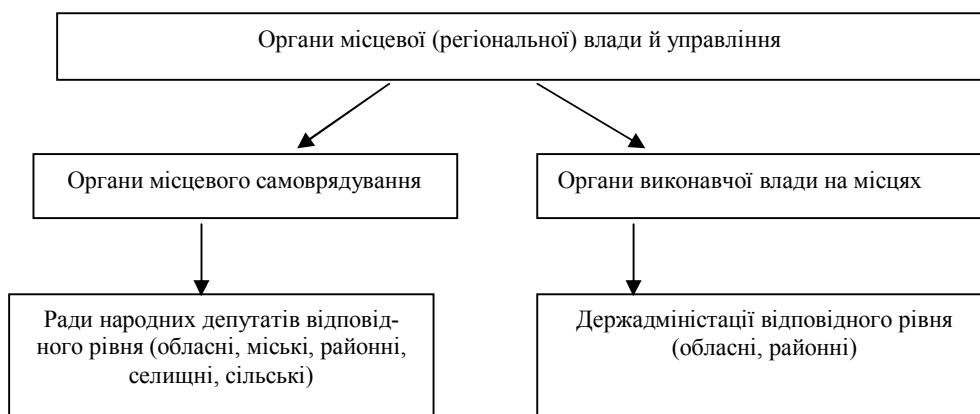 Органи місцевої (регіональної) влади й управління
Органи місцевого самоврядування
Органи виконавчої влади на місцях
Ради народних депутатів відповід-
ного рівня (обласні, міські, районні,
селищні, сільські)
Держадміністації відповідного рівня
(обласні, районні)